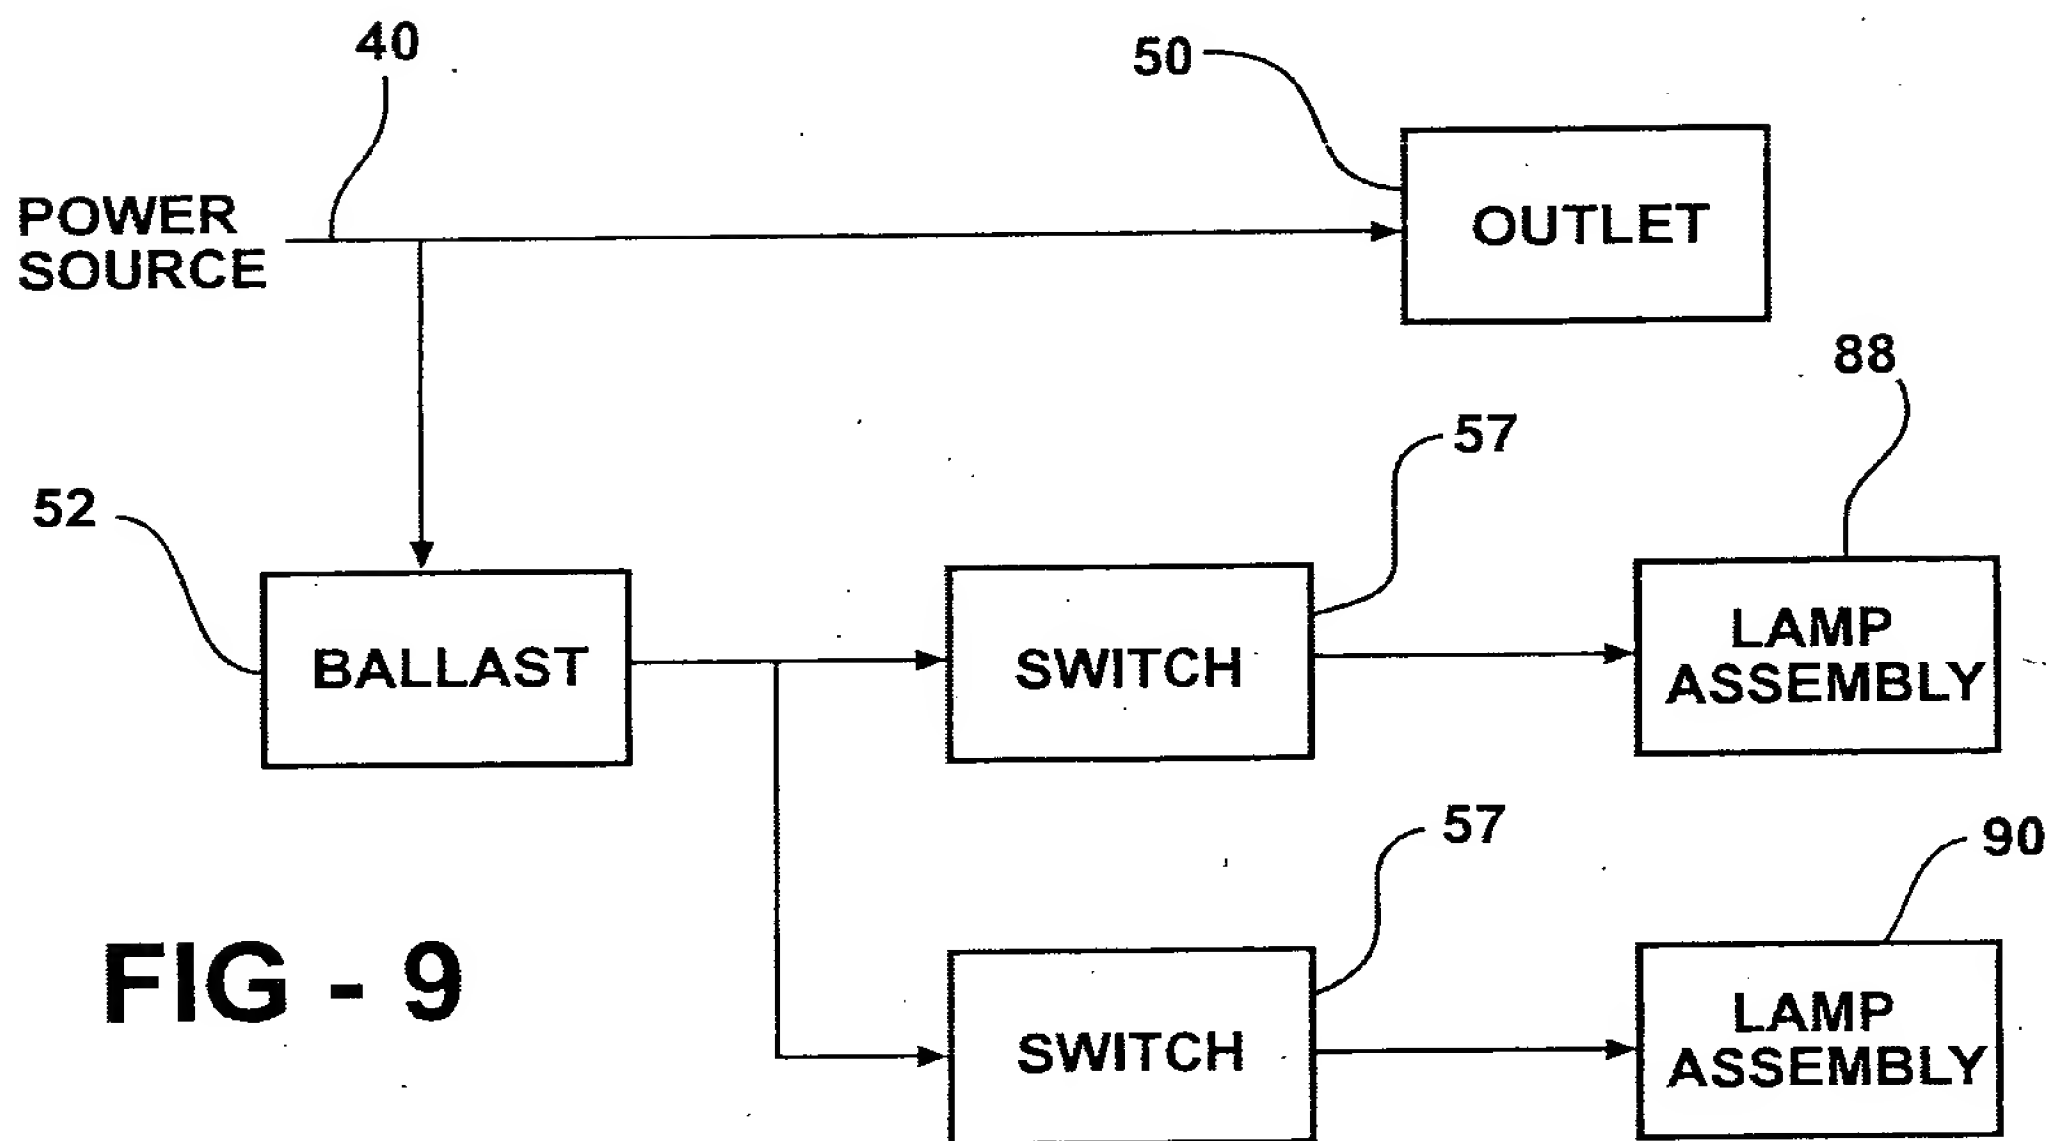 40
50
POWER
SOURCE
OUTLET
88
57
52
BALLAST
SWITCH
LAMP
ASSEMBLY
57
90
FIG - 9
SWITCH
LAMP
ASSEMBLY